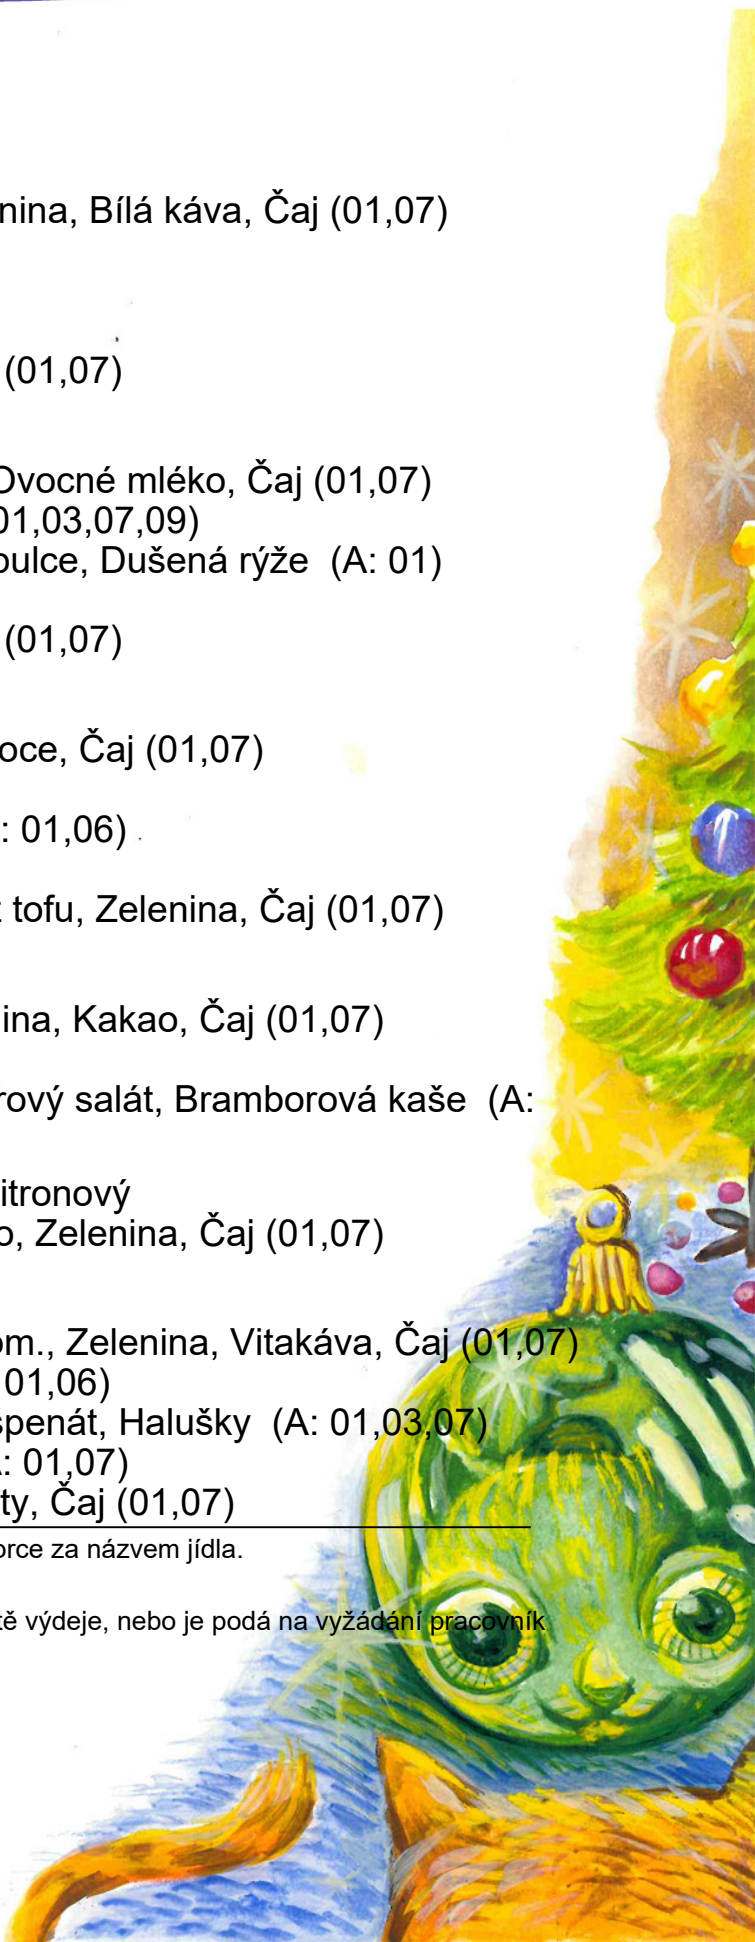 nina, Bílá káva, Čaj (01,07)
(01,07)
Ovocné mléko, Čaj (01,07)
01,03,07,09)
oulce, Dušená rýže (A: 01)
(01,07)
oce, Čaj (01,07)
: 01,06)
z tofu, Zelenina, Čaj (01,07)
ina, Kakao, Čaj (01,07)
rový salát, Bramborová kaše (A:
itronový
o, Zelenina, Čaj (01,07)
om., Zelenina, Vitakáva, Čaj (01,07)
01,06)
špenát, Halušky (A: 01,03,07)
: 01,07)
ty, Čaj (01,07)
orce za názvem jídla.
tě výdeje, nebo je podá na vyžádání pracovník